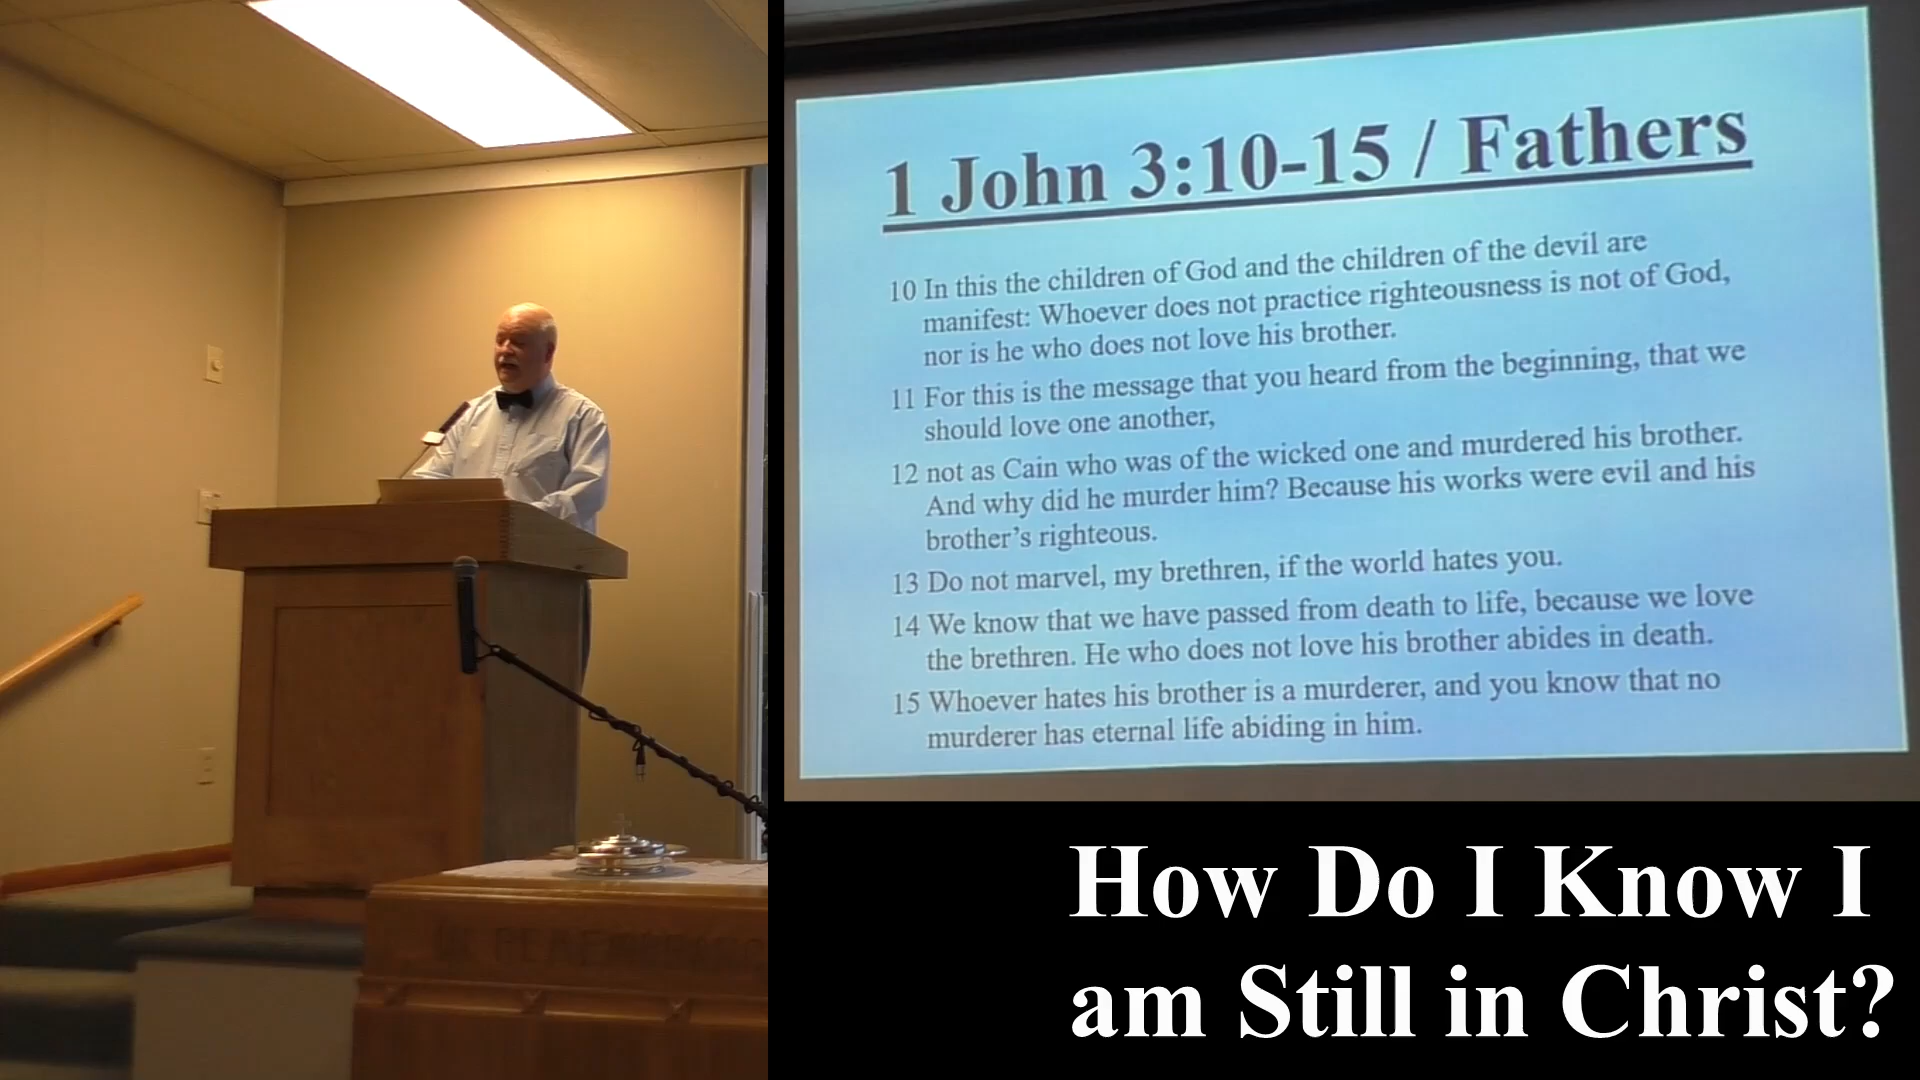 1 John 3:10-15 / Fathers
10 In this the children of God and the children of the devil are
manifest: Whoever does not practice righteousness is not of God,
nor is he who does not love his brother.
11 For this is the message that you heard from the beginning, that we
should love one another,
12 not as Cain who was of the wicked one and murdered his brother.
And why did he murder him? Because his works were evil and his
brother's righteous.
13 Do not marvel, my brethren, if the world hates you.
14 We know that we have passed from death to life, because we love
the brethren. He who does not love his brother abides in death.
15 Whoever hates his brother is a murderer, and you know that no
murderer has eternal life abiding in him.
How Do I Know I
am Still in Christ?